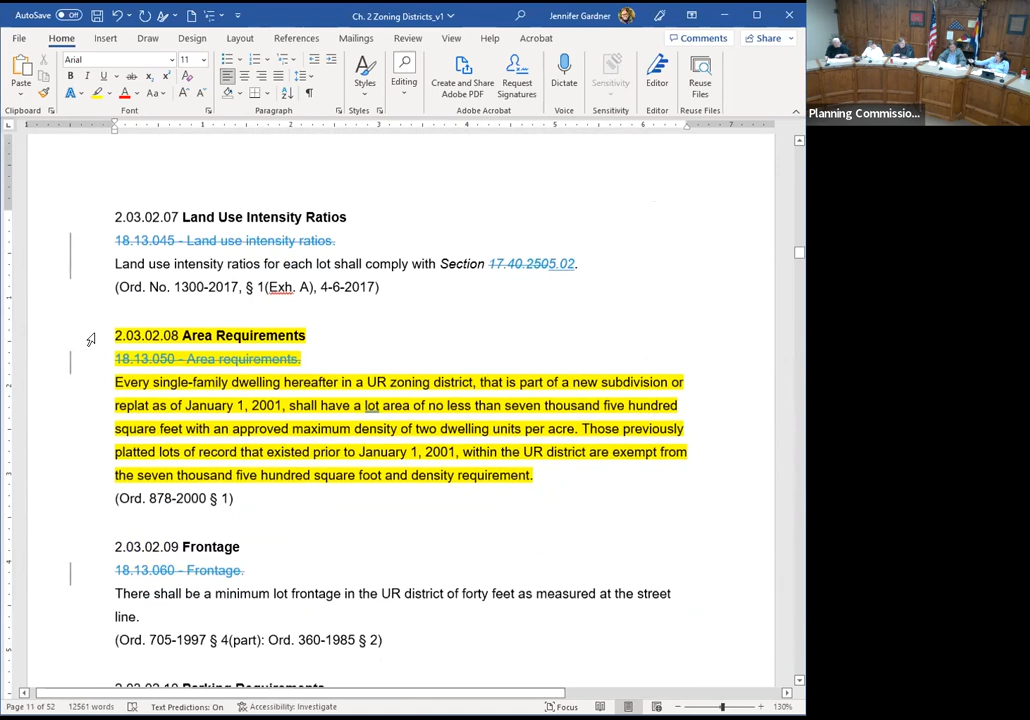 AutoSave Off Ch. 2 Zoning Districts_v1 Jennifer Gardner
File Home Insert Draw Design Layout References Mailings Review View Help Acrobat Comments Share
Arial 11
Paste Styles Editing Create and Share Adobe PDF Request Signatures Dictate Sensitivity Editor Reuse Files
Clipboard Font Paragraph Styles Adobe Acrobat Voice Sensitivity Editor Reuse Files
Planning Commissio...
2.03.02.07 Land Use Intensity Ratios
18.13.045 - Land use intensity ratios.
Land use intensity ratios for each lot shall comply with Section 17.40.2505.02.
(Ord. No. 1300-2017, § 1(Exh. A), 4-6-2017)
2.03.02.08 Area Requirements
18.13.050 - Area requirements.
Every single-family dwelling hereafter in a UR zoning district, that is part of a new subdivision or
replat as of January 1, 2001, shall have a lot area of no less than seven thousand five hundred
square feet with an approved maximum density of two dwelling units per acre. Those previously
platted lots of record that existed prior to January 1, 2001, within the UR district are exempt from
the seven thousand five hundred square foot and density requirement.
(Ord. 878-2000 § 1)
2.03.02.09 Frontage
18.13.060 - Frontage.
There shall be a minimum lot frontage in the UR district of forty feet as measured at the street
line.
(Ord. 705-1997 § 4(part): Ord. 360-1985 § 2)
2.03.02.10 Parking Requirements
Page 11 of 52 12561 words Text Predictions: On Accessibility: Investigate Focus 130%